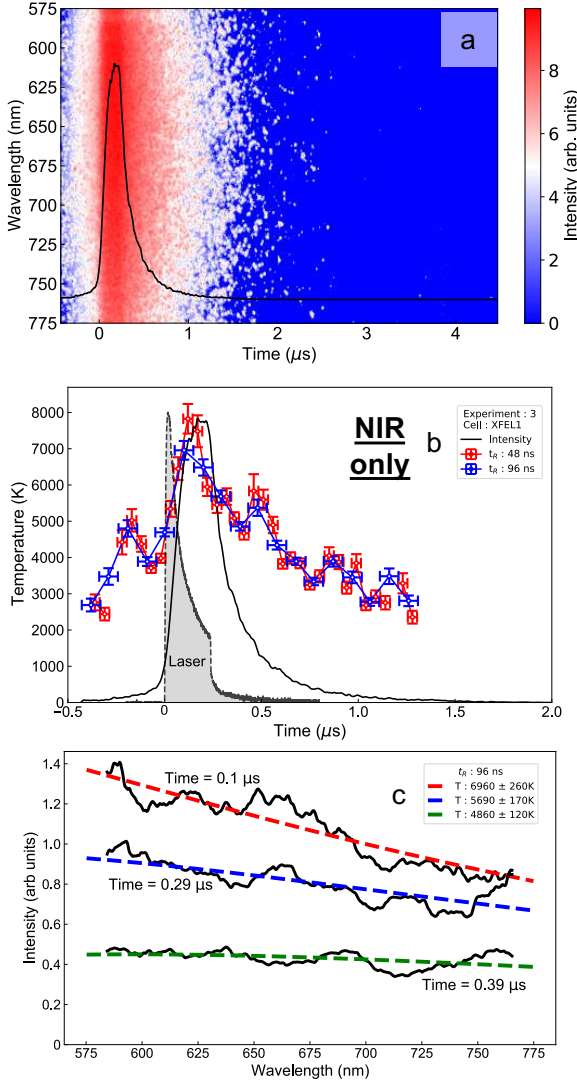 a
575
600
625
650
675
700
725
750
775
Wavelength (nm)
0
1
2
3
4
Time (μs)
8
6
4
2
0
Intensity (arb. units)
NIR
only
b
Experiment : 3
Cell : XFEL1
Intensity
t_R : 48 ns
t_R : 96 ns
8000
7000
6000
5000
4000
3000
2000
1000
0
Temperature (K)
Laser
−0.5
0
0.5
1.0
1.5
2.0
Time (μs)
c
t_R : 96 ns
T : 6960 ± 260K
T : 5690 ± 170K
T : 4860 ± 120K
Time = 0.1 μs
Time = 0.29 μs
Time = 0.39 μs
1.4
1.2
1.0
0.8
0.6
0.4
0.2
0
Intensity (arb units)
575
600
625
650
675
700
725
750
775
Wavelength (nm)